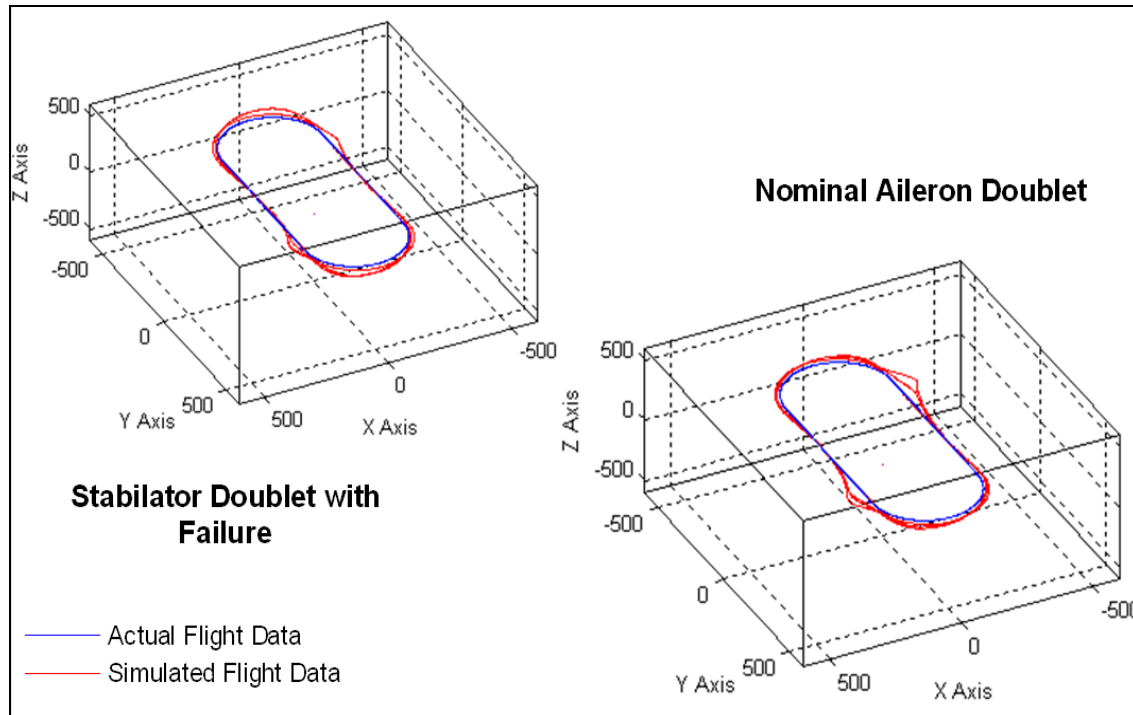 500
0
-500
Z Axis
-500
0
500
Y Axis
500
0
-500
X Axis
Stabilator Doublet with
Failure
Nominal Aileron Doublet
500
0
-500
Z Axis
-500
0
500
Y Axis
500
0
-500
X Axis
Actual Flight Data
Simulated Flight Data